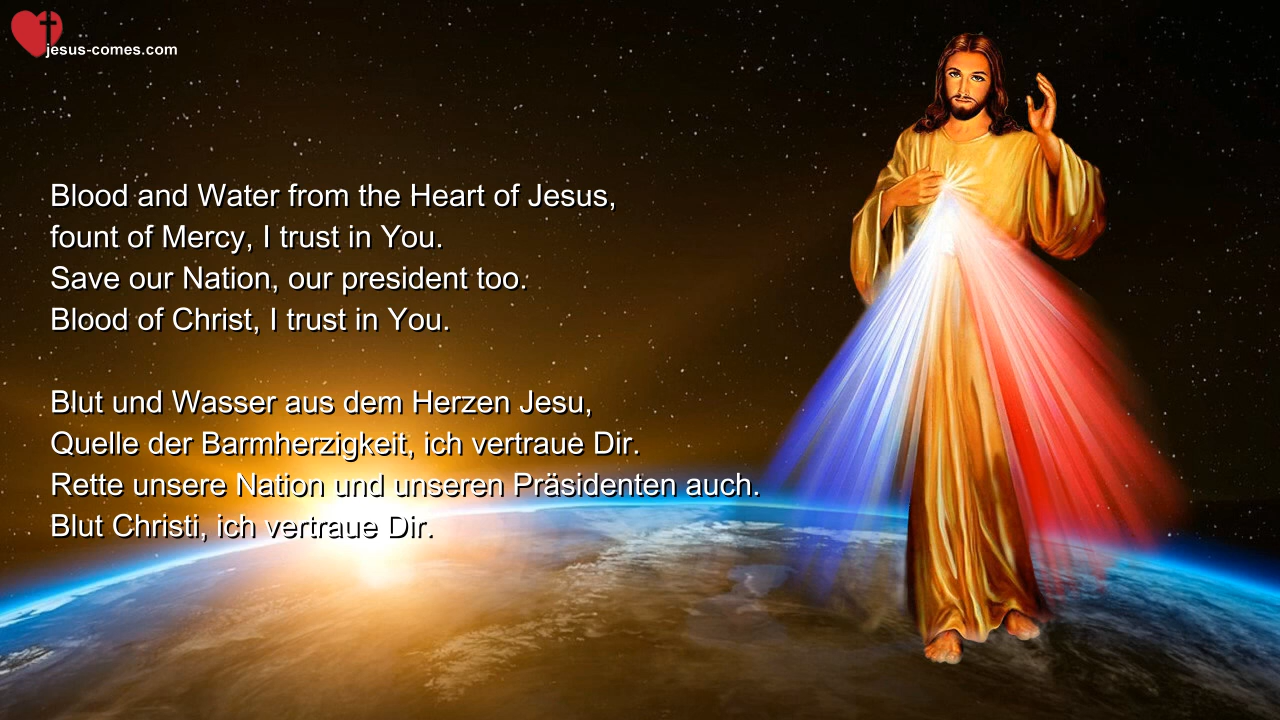 jesus-comes.com
Blood and Water from the Heart of Jesus,
fount of Mercy, I trust in You.
Save our Nation, our president too.
Blood of Christ, I trust in You.
Blut und Wasser aus dem Herzen Jesu,
Quelle der Barmherzigkeit, ich vertraue Dir.
Rette unsere Nation und unseren Präsidenten auch.
Blut Christi, ich vertraue Dir.